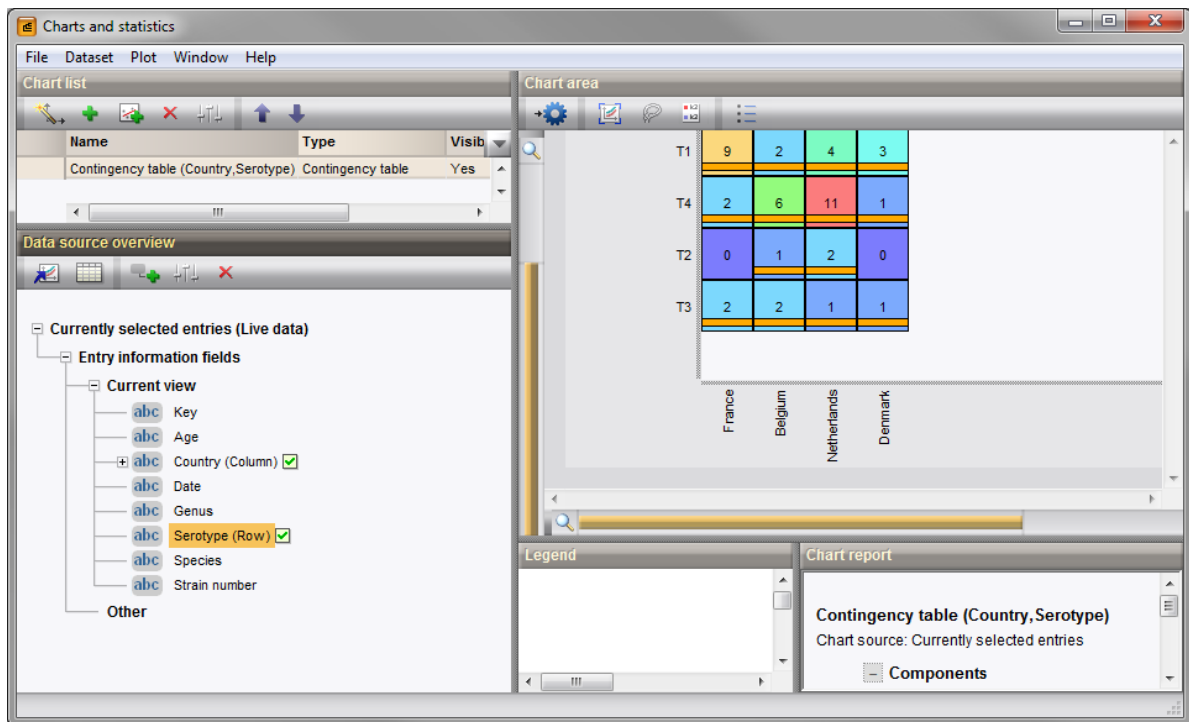 Charts and statistics
File Dataset Plot Window Help
Chart list
Name Type Visib
Contingency table (Country,Serotype) Contingency table Yes
Data source overview
Currently selected entries (Live data)
Entry information fields
Current view
abc Key
abc Age
abc Country (Column)
abc Date
abc Genus
abc Serotype (Row)
abc Species
abc Strain number
Other
Chart area
T1 9 2 4 3
T4 2 6 11 1
T2 0 1 2 0
T3 2 2 1 1
France Belgium Netherlands Denmark
Legend
Chart report
Contingency table (Country,Serotype)
Chart source: Currently selected entries
Components